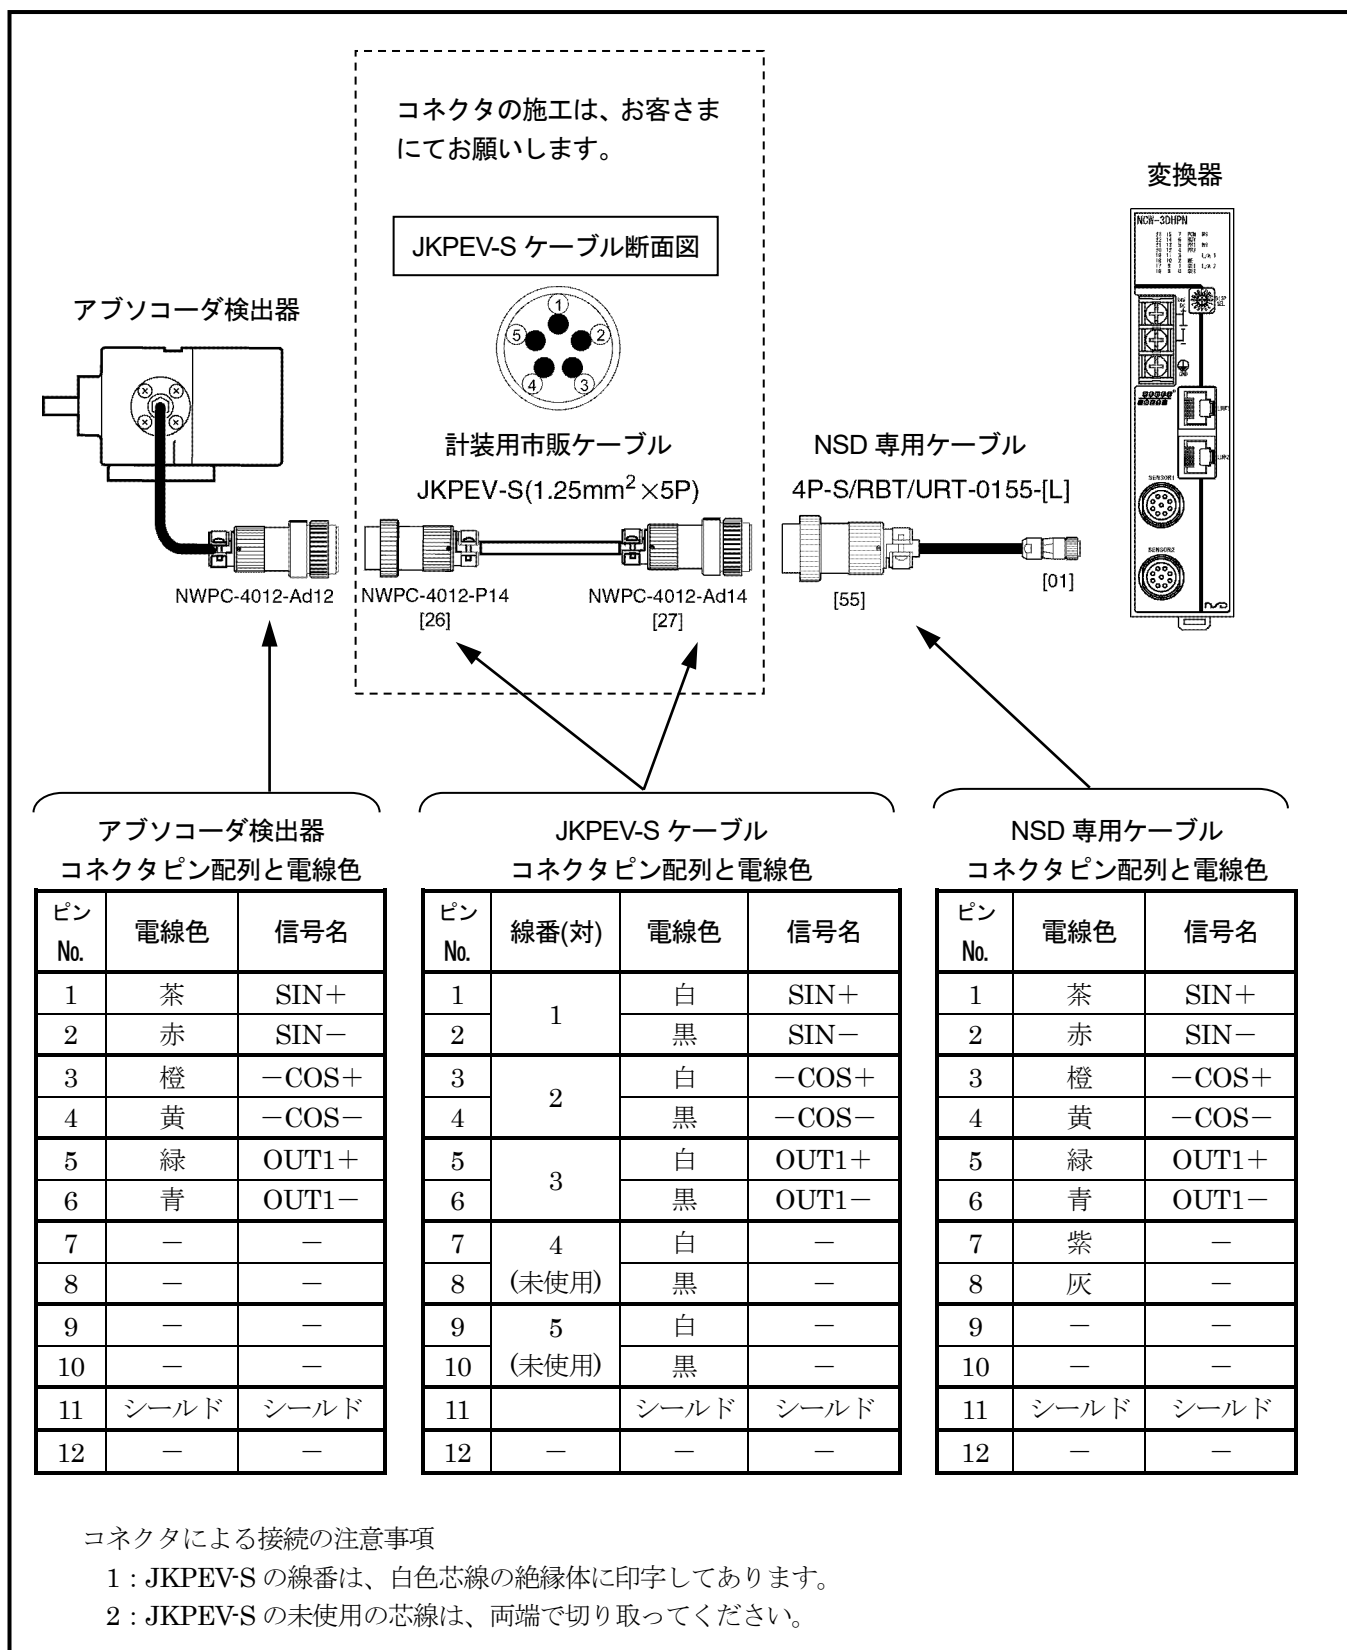 コネクタの施工は、お客さま
にてお願いします。
変換器
NCW-3DHPN
JKPEV-S ケーブル断面図
アブソコーダ検出器
1
5
2
4
3
計装用市販ケーブル
JKPEV-S(1.25mm²×5P)
NSD 専用ケーブル
4P-S/RBT/URT-0155-[L]
SENSOR1
SENSOR2
NWPC-4012-Ad12
NWPC-4012-P14
[26]
NWPC-4012-Ad14
[27]
[55]
[01]
アブソコーダ検出器
コネクタピン配列と電線色
ピン No. 電線色 信号名
1 茶 SIN+
2 赤 SIN−
3 橙 −COS+
4 黄 −COS−
5 緑 OUT1+
6 青 OUT1−
7 − −
8 − −
9 − −
10 − −
11 シールド シールド
12 − −
JKPEV-S ケーブル
コネクタピン配列と電線色
ピン No. 線番(対) 電線色 信号名
1 1 白 SIN+
2 黒 SIN−
3 2 白 −COS+
4 黒 −COS−
5 3 白 OUT1+
6 黒 OUT1−
7 4 白 −
8 (未使用) 黒 −
9 5 白 −
10 (未使用) 黒 −
11 シールド シールド
12 − − −
NSD 専用ケーブル
コネクタピン配列と電線色
ピン No. 電線色 信号名
1 茶 SIN+
2 赤 SIN−
3 橙 −COS+
4 黄 −COS−
5 緑 OUT1+
6 青 OUT1−
7 紫 −
8 灰 −
9 − −
10 − −
11 シールド シールド
12 − −
コネクタによる接続の注意事項
1：JKPEV-S の線番は、白色芯線の絶縁体に印字してあります。
2：JKPEV-S の未使用の芯線は、両端で切り取ってください。